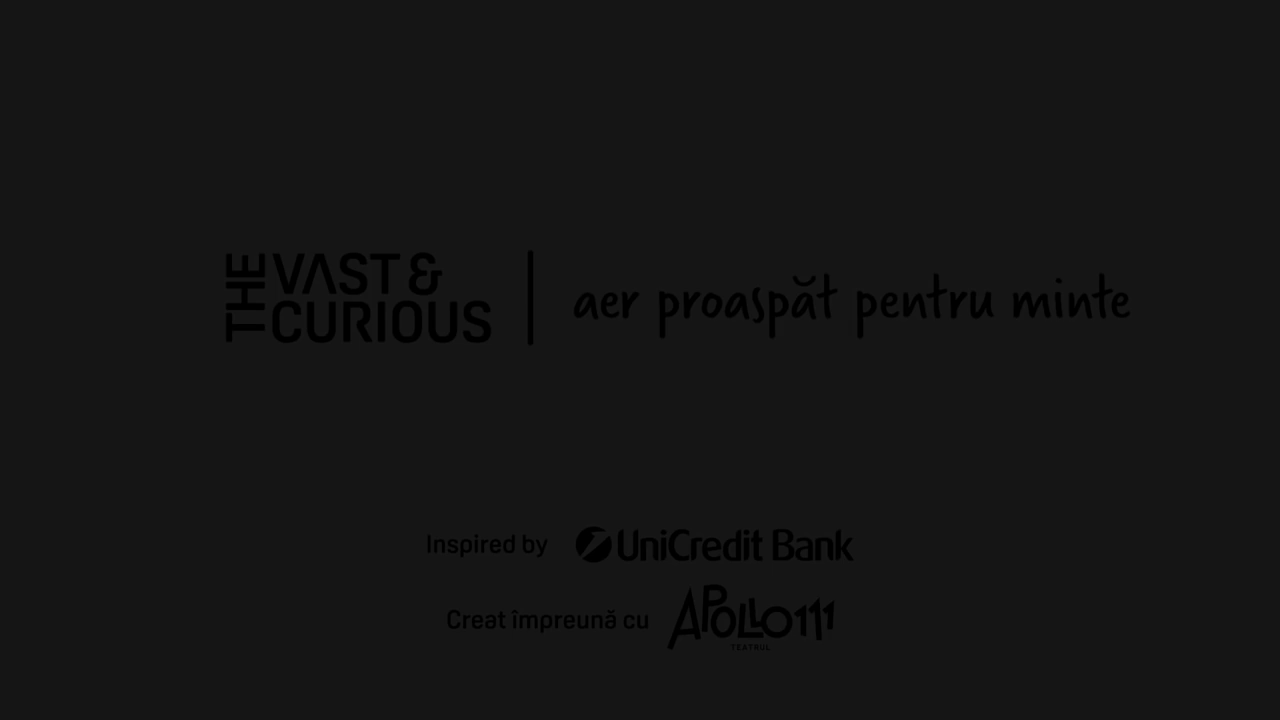 THE VAST & CURIOUS | aer proaspăt pentru minte
Inspired by UniCredit Bank
Creat împreună cu APOLLO111
TEATRUL